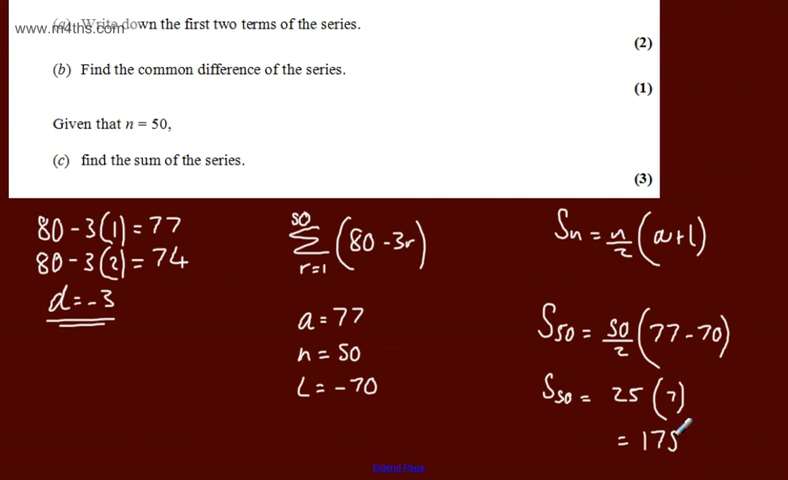 (a) Write down the first two terms of the series.
www.m4ths.com
(2)
(b) Find the common difference of the series.
(1)
Given that n = 50,
(c) find the sum of the series.
(3)
80 - 3(1) = 77
80 - 3(2) = 74
d = -3
50
∑ (80 - 3r)
r=1
a = 77
n = 50
L = -70
Sn = n/2 (a+l)
S50 = 50/2 (77 - 70)
S50 = 25 (7)
= 175
Extend Page